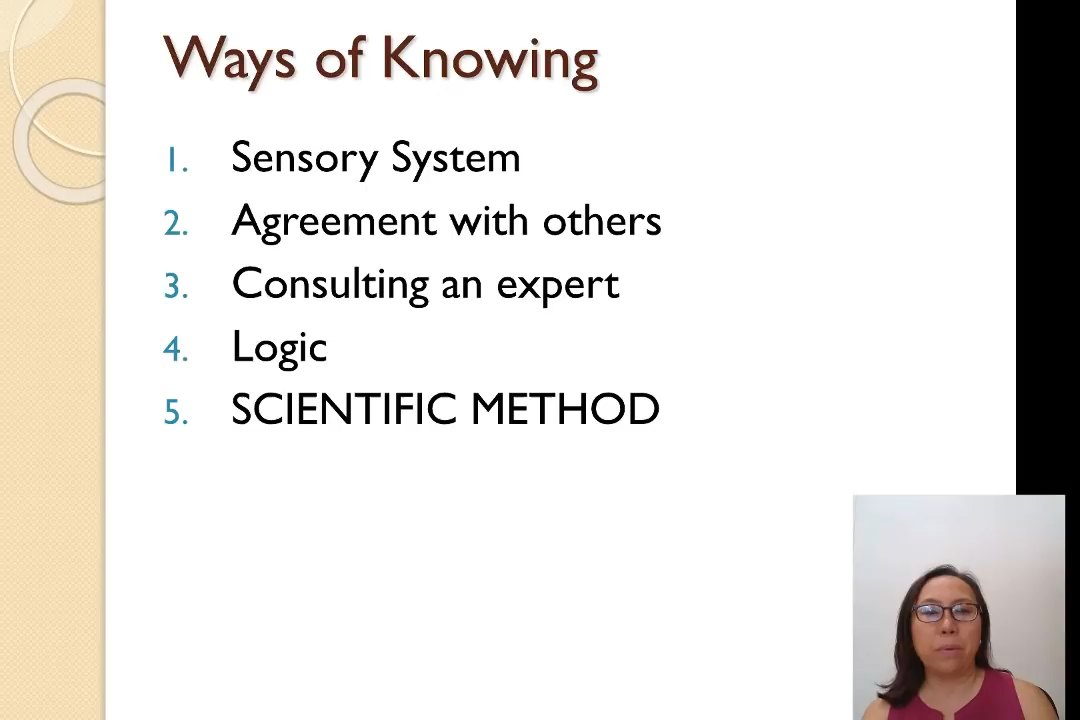 Ways of Knowing
1. Sensory System
2. Agreement with others
3. Consulting an expert
4. Logic
5. SCIENTIFIC METHOD